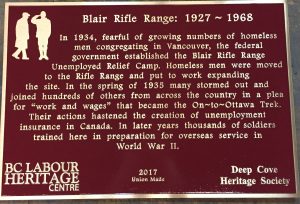 Blair Rifle Range: 1927 ~ 1968
In 1934, fearful of growing numbers of homeless
men congregating in Vancouver, the federal
government established the Blair Rifle Range
Unemployed Relief Camp. Homeless men were moved
to the Rifle Range and put to work expanding
the site. In the spring of 1935 many stormed out and
joined hundreds of others from across the country in a plea
for "work and wages" that became the On~to~Ottawa Trek.
Their actions hastened the creation of unemployment
insurance in Canada. In later years thousands of soldiers
trained here in preparation for overseas service in
World War II.
BC LABOUR
HERITAGE
CENTRE
2017
Union Made
Deep Cove
Heritage Society